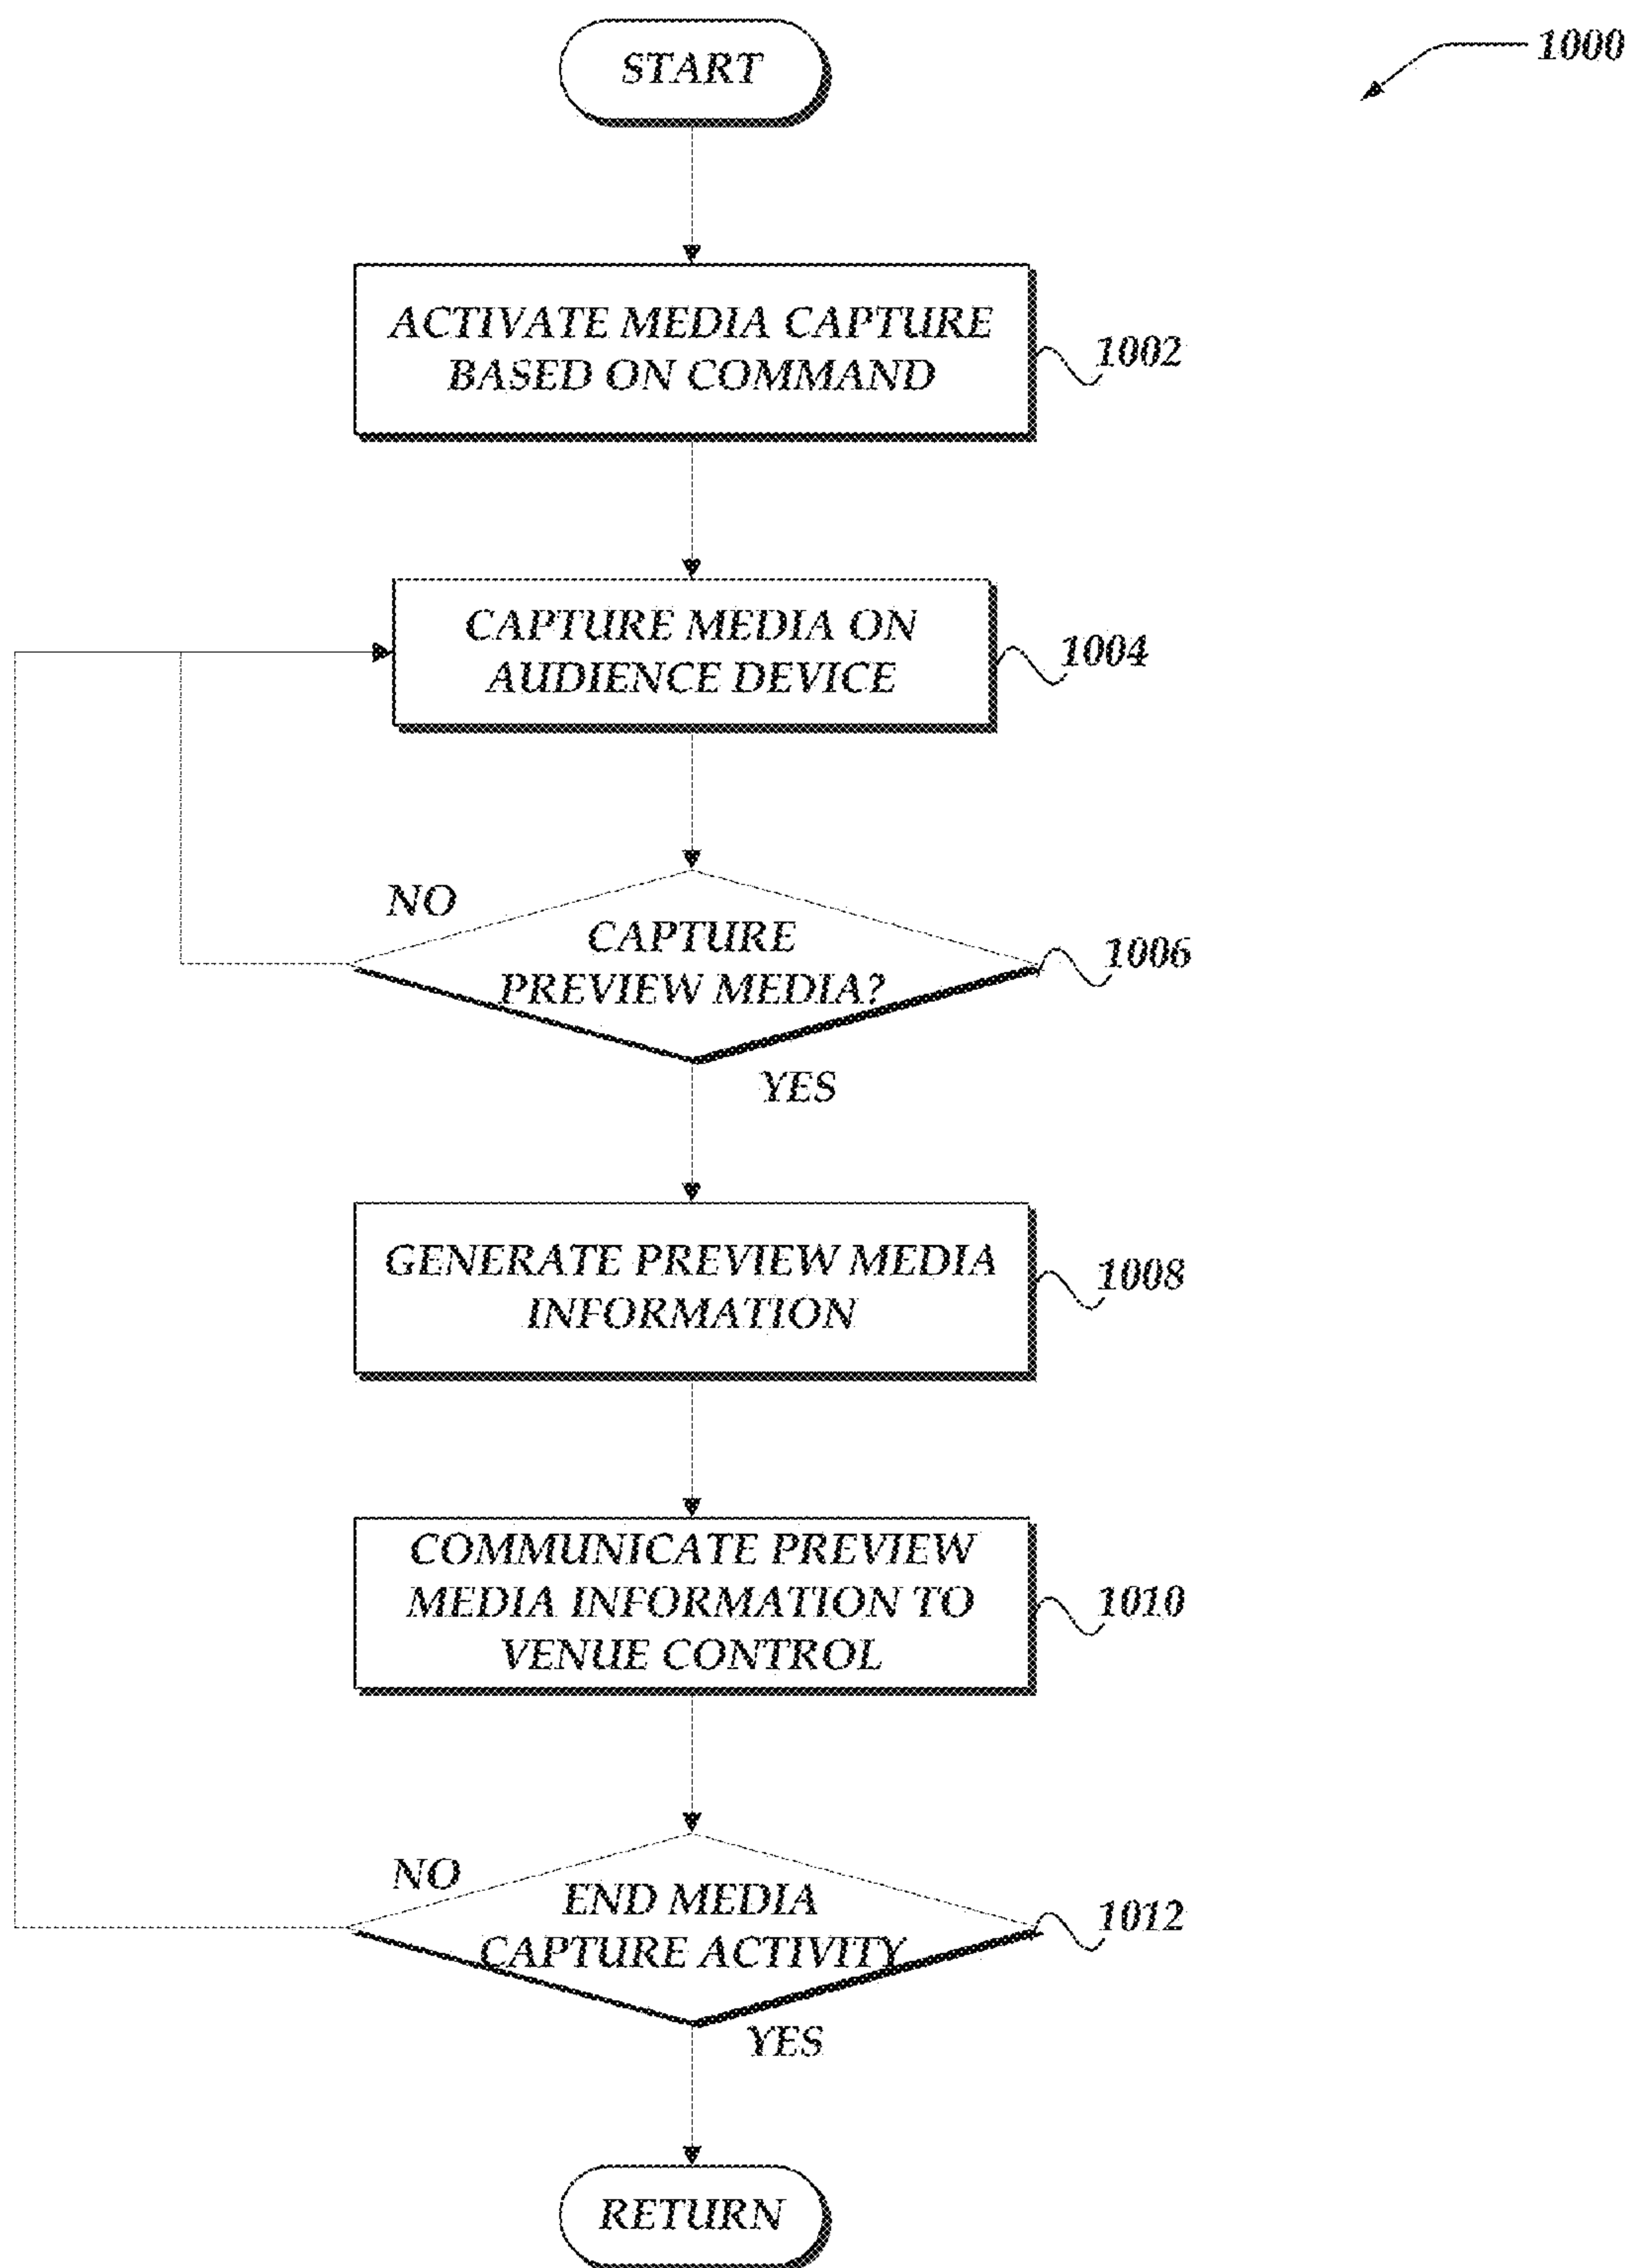 START
1000
ACTIVATE MEDIA CAPTURE
BASED ON COMMAND
1002
CAPTURE MEDIA ON
AUDIENCE DEVICE
1004
NO
CAPTURE
PREVIEW MEDIA?
1006
YES
GENERATE PREVIEW MEDIA
INFORMATION
1008
COMMUNICATE PREVIEW
MEDIA INFORMATION TO
VENUE CONTROL
1010
NO
END MEDIA
CAPTURE ACTIVITY
1012
YES
RETURN